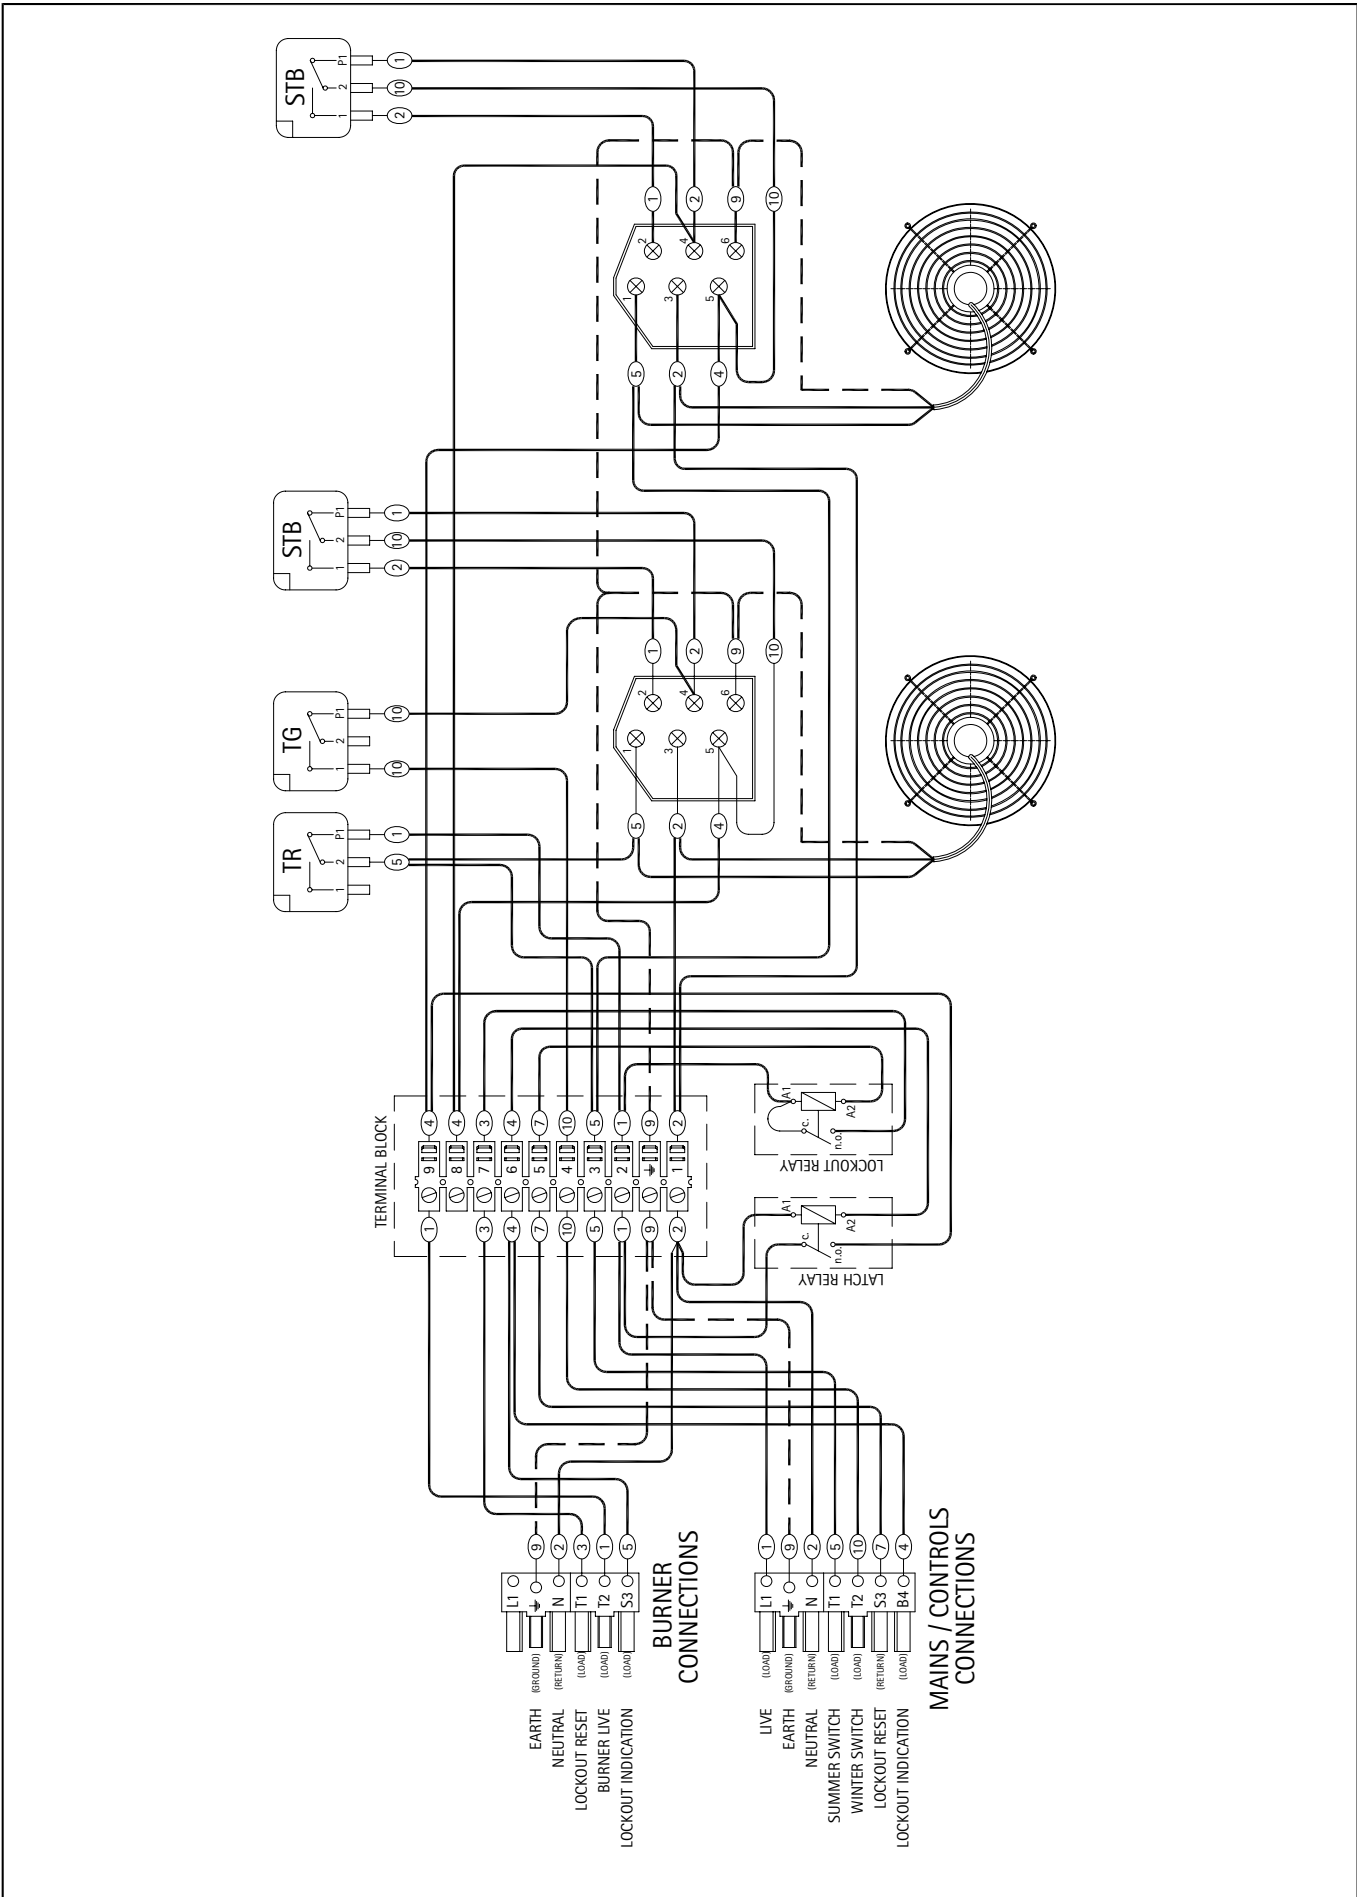 TR
1 2 P1
5 1
TG
1 2 P1
10 10
STB
1 2 P1
2 10 1
STB
1 2 P1
2 10 1
TERMINAL BLOCK
1 9 4
8 4
3 7 3
4 6 4
7 5 7
10 4 10
5 3 5
1 2 1
9 9
2 1 2
5 1 2 1
2 3 4 2
4 5 6 9
10
5 1 2 1
2 3 4 2
4 5 6 9
10
LATCH RELAY
c. A1
n.o. A2
LOCKOUT RELAY
c. A1
n.o. A2
L1
EARTH (GROUND) 9
NEUTRAL (RETURN) N 2
LOCKOUT RESET (LOAD) T1 3
BURNER LIVE (LOAD) T2 1
LOCKOUT INDICATION (LOAD) S3 5
BURNER
CONNECTIONS
LIVE (LOAD) L1 1
EARTH (GROUND) 9
NEUTRAL (RETURN) N 2
SUMMER SWITCH (LOAD) T1 5
WINTER SWITCH (LOAD) T2 10
LOCKOUT RESET (RETURN) S3 7
LOCKOUT INDICATION (LOAD) B4 4
MAINS / CONTROLS
CONNECTIONS